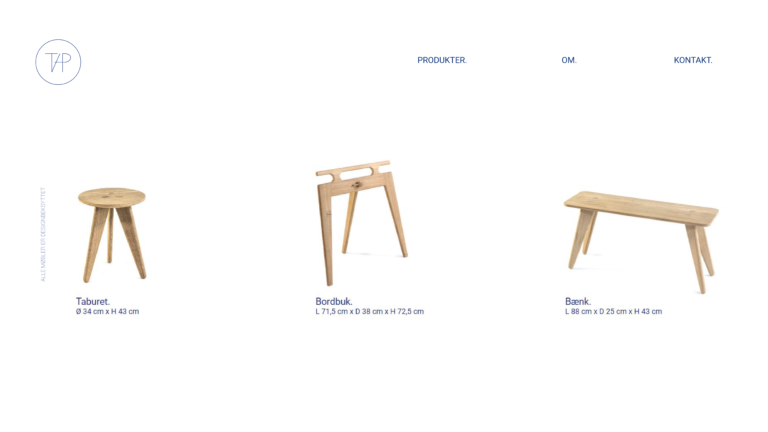 TAP
PRODUKTER.
OM.
KONTAKT.
ALLE MØBLER ER DESIGNBESKYTTET
Taburet.
Ø 34 cm x H 43 cm
Bordbuk.
L 71,5 cm x D 38 cm x H 72,5 cm
Bænk.
L 88 cm x D 25 cm x H 43 cm